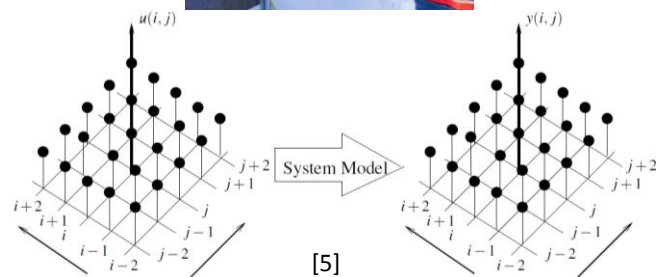 u(i, j)
y(i, j)
System Model
j+2
j+1
j
j−1
j−2
i+2
i+1
i
i−1
i−2
j+2
j+1
j
j−1
j−2
i+2
i+1
i
i−1
i−2
[5]